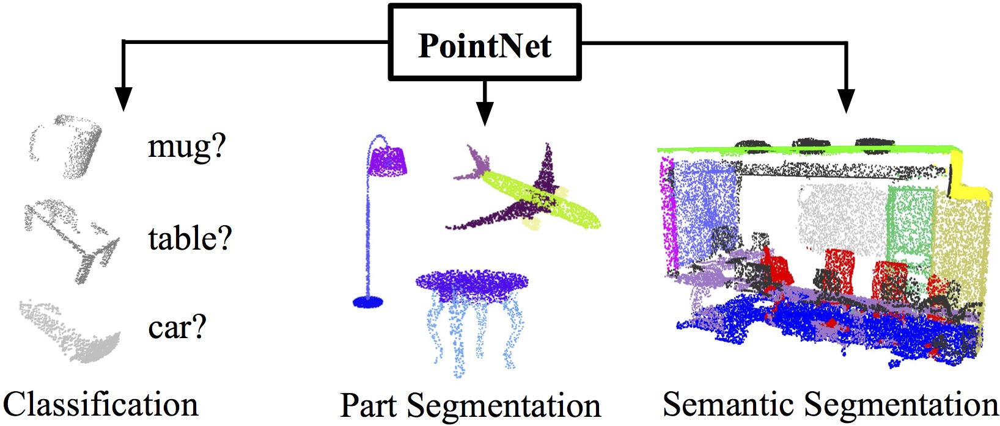 PointNet
mug?
table?
car?
Classification
Part Segmentation
Semantic Segmentation